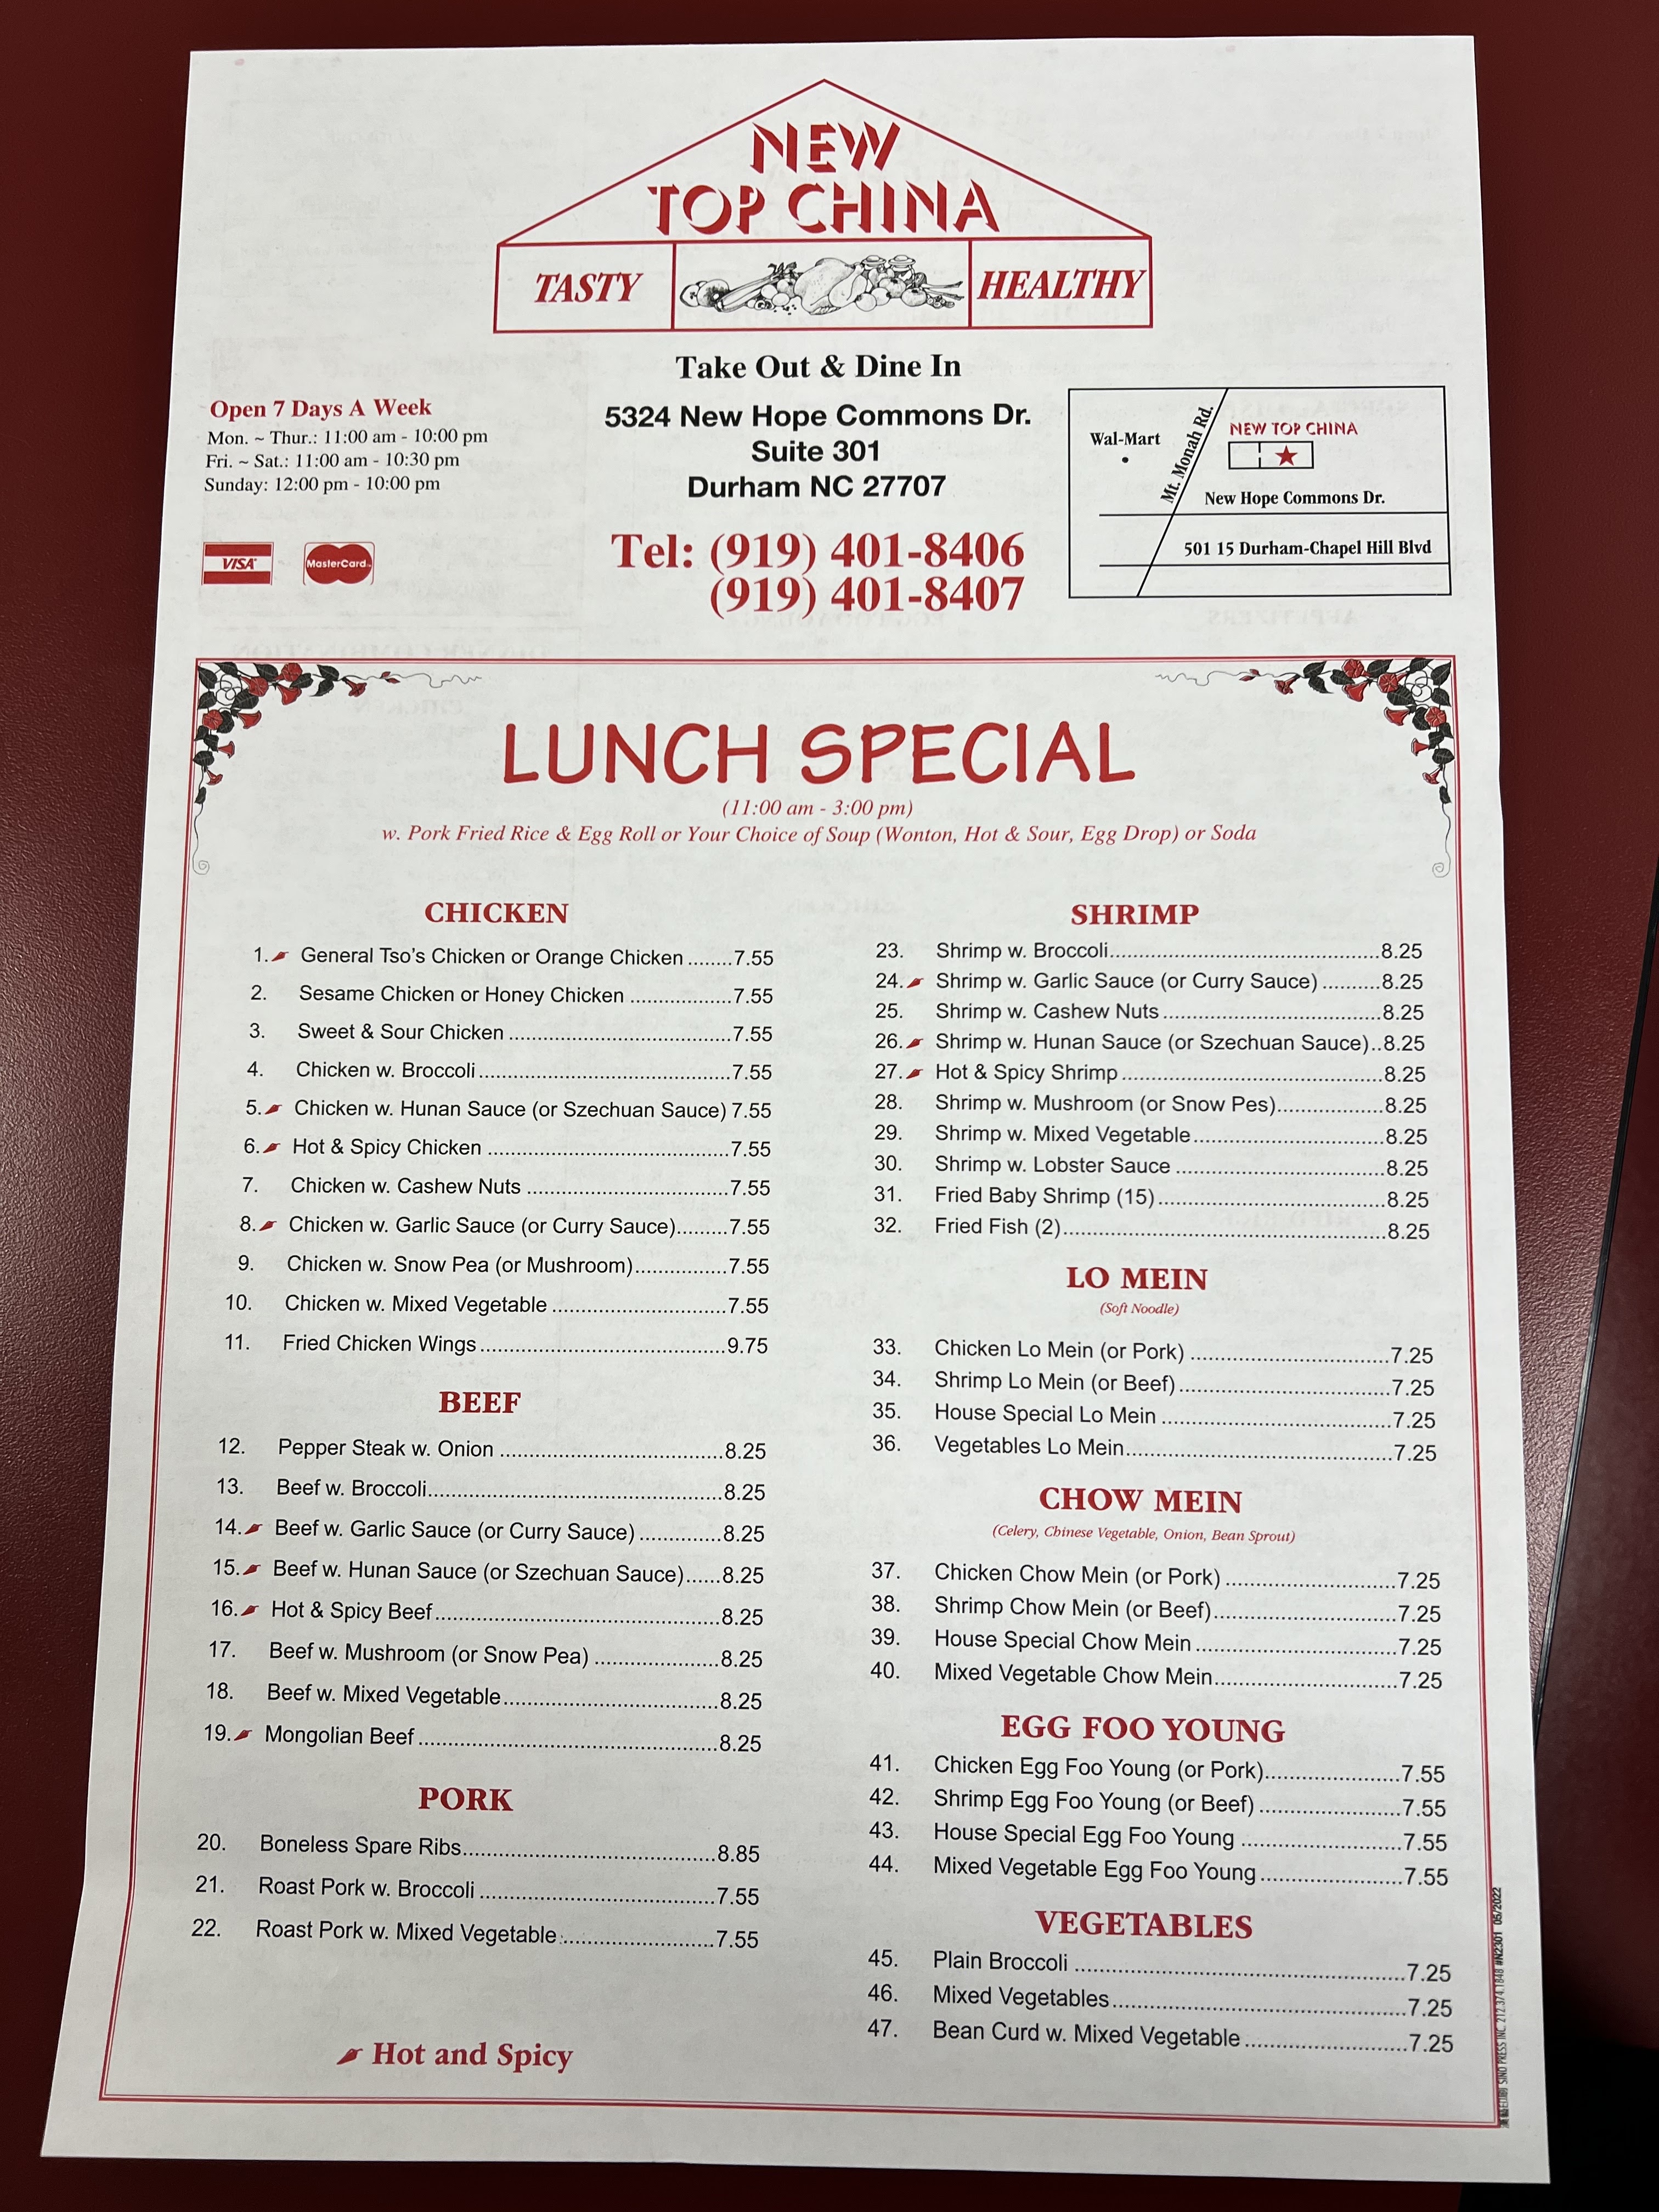 NEW
TOP CHINA
TASTY
HEALTHY
Take Out & Dine In
Open 7 Days A Week
Mon. ~ Thur.: 11:00 am - 10:00 pm
Fri. ~ Sat.: 11:00 am - 10:30 pm
Sunday: 12:00 pm - 10:00 pm
VISA
MasterCard
5324 New Hope Commons Dr.
Suite 301
Durham NC 27707
Tel: (919) 401-8406
(919) 401-8407
Wal-Mart
Mt. Monah Rd.
NEW TOP CHINA
New Hope Commons Dr.
501 15 Durham-Chapel Hill Blvd
LUNCH SPECIAL
(11:00 am - 3:00 pm)
w. Pork Fried Rice & Egg Roll or Your Choice of Soup (Wonton, Hot & Sour, Egg Drop) or Soda
CHICKEN
1. General Tso's Chicken or Orange Chicken ........7.55
2. Sesame Chicken or Honey Chicken ..................7.55
3. Sweet & Sour Chicken .......................................7.55
4. Chicken w. Broccoli............................................7.55
5. Chicken w. Hunan Sauce (or Szechuan Sauce) 7.55
6. Hot & Spicy Chicken ..........................................7.55
7. Chicken w. Cashew Nuts ...................................7.55
8. Chicken w. Garlic Sauce (or Curry Sauce).........7.55
9. Chicken w. Snow Pea (or Mushroom)................7.55
10. Chicken w. Mixed Vegetable ..............................7.55
11. Fried Chicken Wings..........................................9.75
BEEF
12. Pepper Steak w. Onion ......................................8.25
13. Beef w. Broccoli..................................................8.25
14. Beef w. Garlic Sauce (or Curry Sauce) ..............8.25
15. Beef w. Hunan Sauce (or Szechuan Sauce)......8.25
16. Hot & Spicy Beef................................................8.25
17. Beef w. Mushroom (or Snow Pea) .....................8.25
18. Beef w. Mixed Vegetable.....................................8.25
19. Mongolian Beef ..................................................8.25
PORK
20. Boneless Spare Ribs...........................................8.85
21. Roast Pork w. Broccoli .......................................7.55
22. Roast Pork w. Mixed Vegetable..........................7.55
Hot and Spicy
SHRIMP
23. Shrimp w. Broccoli..............................................8.25
24. Shrimp w. Garlic Sauce (or Curry Sauce) ..........8.25
25. Shrimp w. Cashew Nuts .....................................8.25
26. Shrimp w. Hunan Sauce (or Szechuan Sauce)..8.25
27. Hot & Spicy Shrimp ............................................8.25
28. Shrimp w. Mushroom (or Snow Pes)..................8.25
29. Shrimp w. Mixed Vegetable................................8.25
30. Shrimp w. Lobster Sauce ...................................8.25
31. Fried Baby Shrimp (15)......................................8.25
32. Fried Fish (2)......................................................8.25
LO MEIN
(Soft Noodle)
33. Chicken Lo Mein (or Pork) .................................7.25
34. Shrimp Lo Mein (or Beef)...................................7.25
35. House Special Lo Mein ......................................7.25
36. Vegetables Lo Mein............................................7.25
CHOW MEIN
(Celery, Chinese Vegetable, Onion, Bean Sprout)
37. Chicken Chow Mein (or Pork) ............................7.25
38. Shrimp Chow Mein (or Beef)..............................7.25
39. House Special Chow Mein .................................7.25
40. Mixed Vegetable Chow Mein..............................7.25
EGG FOO YOUNG
41. Chicken Egg Foo Young (or Pork)......................7.55
42. Shrimp Egg Foo Young (or Beef) .......................7.55
43. House Special Egg Foo Young ..........................7.55
44. Mixed Vegetable Egg Foo Young.......................7.55
VEGETABLES
45. Plain Broccoli .....................................................7.25
46. Mixed Vegetables................................................7.25
47. Bean Curd w. Mixed Vegetable..........................7.25
SINO PRESS INC. 212.374.1848 #N2301 05/2022